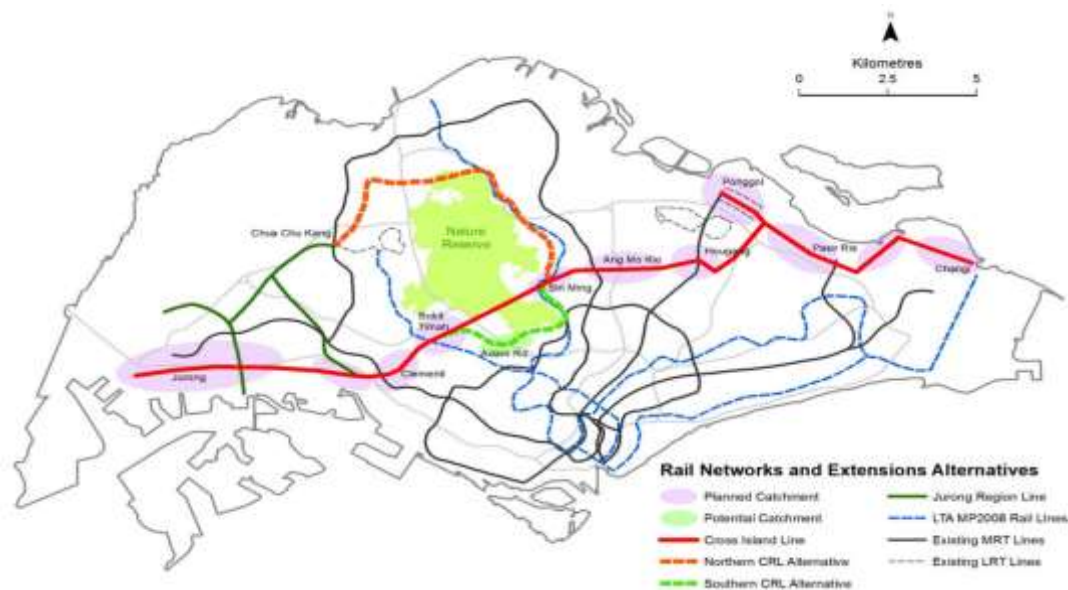 N
Kilometres
0 2.5 5
Ponggol
Chua Chu Kang
Nature
Reserve
Ang Mo Kio
Hougang
Pasir Ris
Changi
Sin Ming
Bukit
Timah
Adam Rd
Jurong
Clementi
Rail Networks and Extensions Alternatives
Planned Catchment
Potential Catchment
Cross Island Line
Northern CRL Alternative
Southern CRL Alternative
Jurong Region Line
LTA MP2008 Rail Lines
Existing MRT Lines
Existing LRT Lines